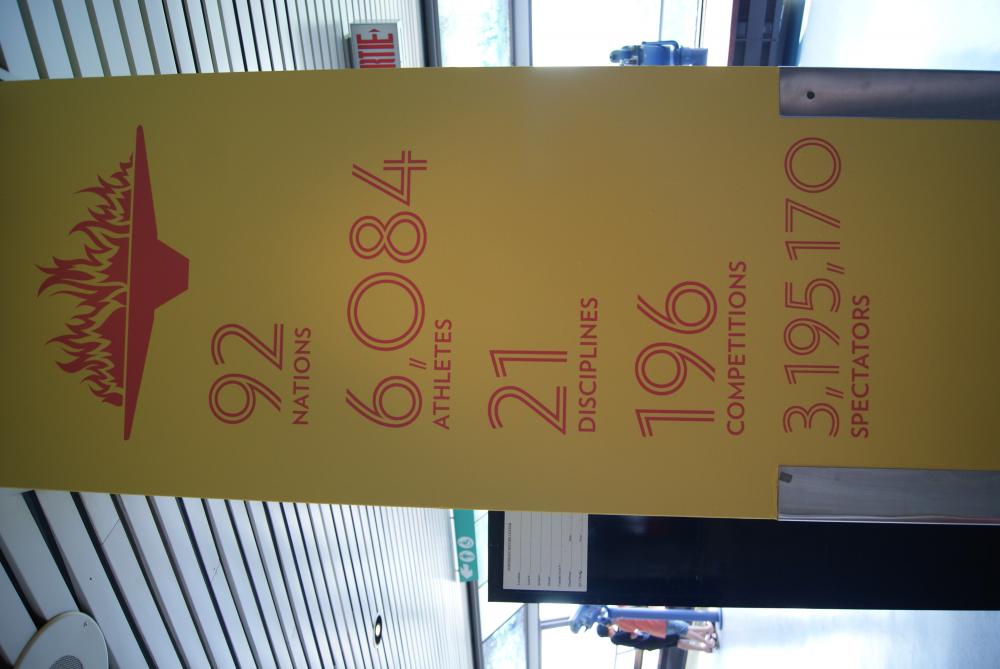 92
NATIONS
6,084
ATHLETES
21
DISCIPLINES
196
COMPETITIONS
3,195,170
SPECTATORS